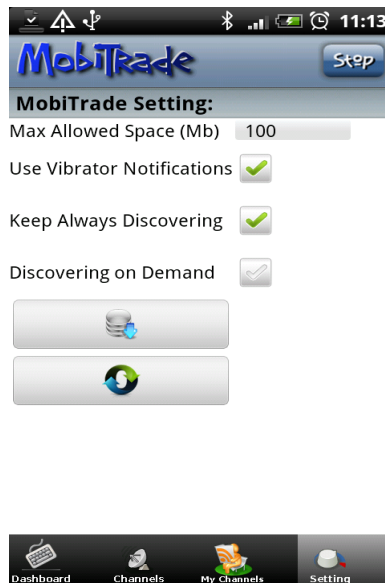 11:13
MobiTrade
Stop
MobiTrade Setting:
Max Allowed Space (Mb) 100
Use Vibrator Notifications
Keep Always Discovering
Discovering on Demand
Dashboard Channels My Channels Setting